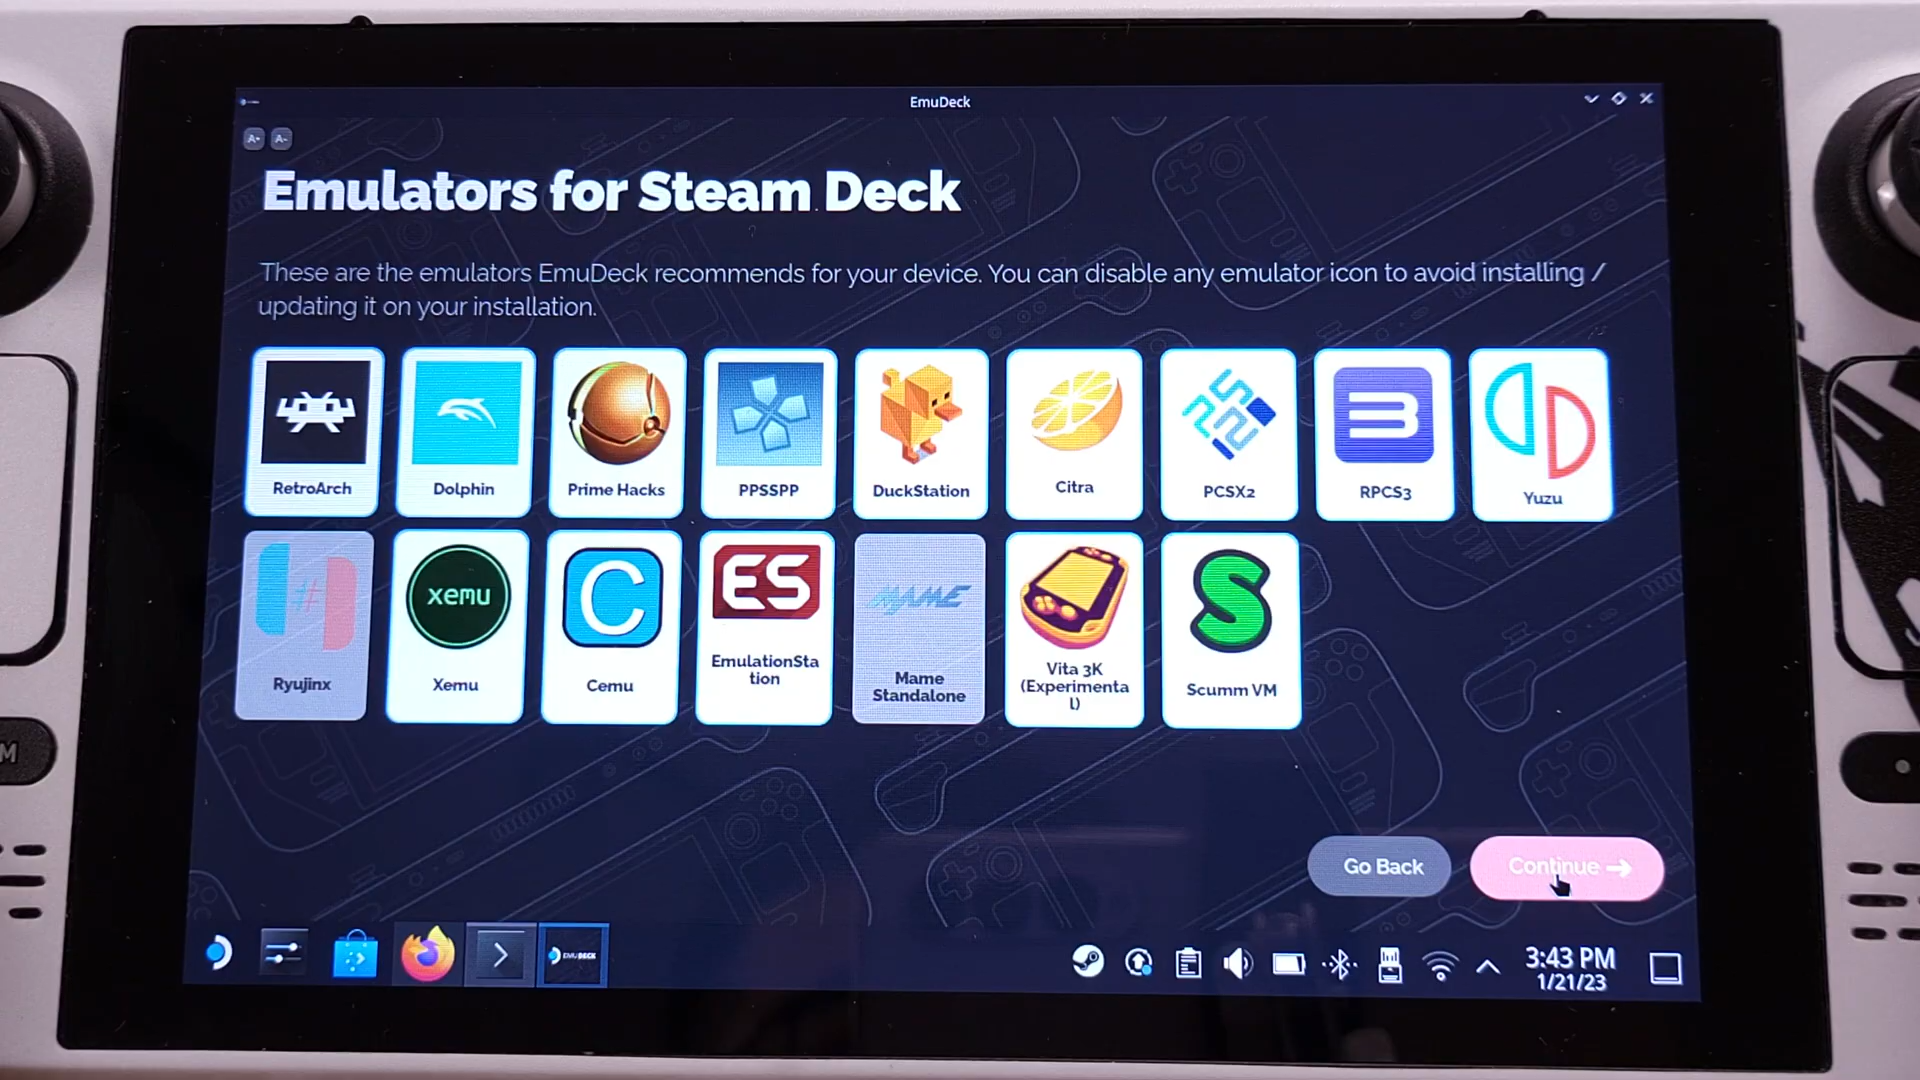 EmuDeck
A+ A-
Emulators for Steam Deck
These are the emulators EmuDeck recommends for your device. You can disable any emulator icon to avoid installing /
updating it on your installation.
RetroArch
Dolphin
Prime Hacks
PPSSPP
DuckStation
Citra
PCSX2
RPCS3
Yuzu
Ryujinx
xemu
Xemu
C
Cemu
ES
EmulationSta
tion
MAME
Mame
Standalone
Vita 3K
(Experimenta
l)
S
Scumm VM
Go Back
Continue →
EMUDECK
3:43 PM
1/21/23
M